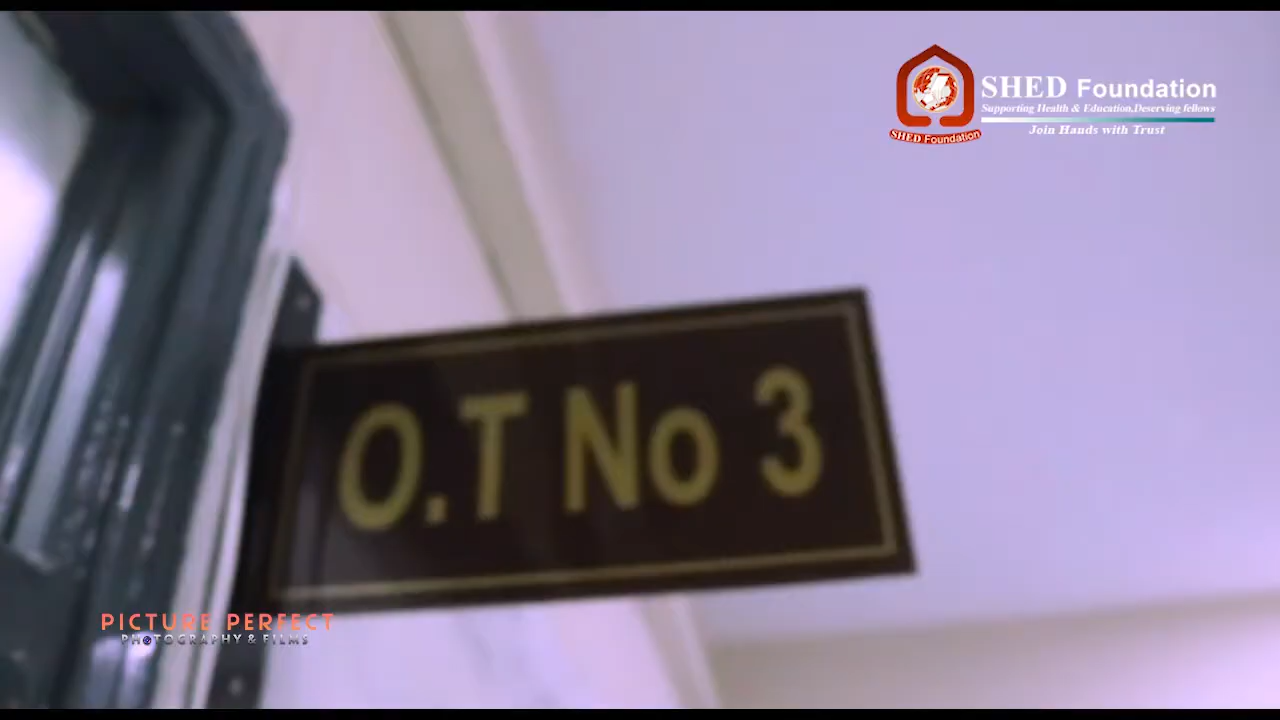 SHED Foundation
Supporting Health & Education,Deserving fellows
Join Hands with Trust
SHED Foundation
O.T No 3
PICTURE PERFECT
PHOTOGRAPHY & FILMS